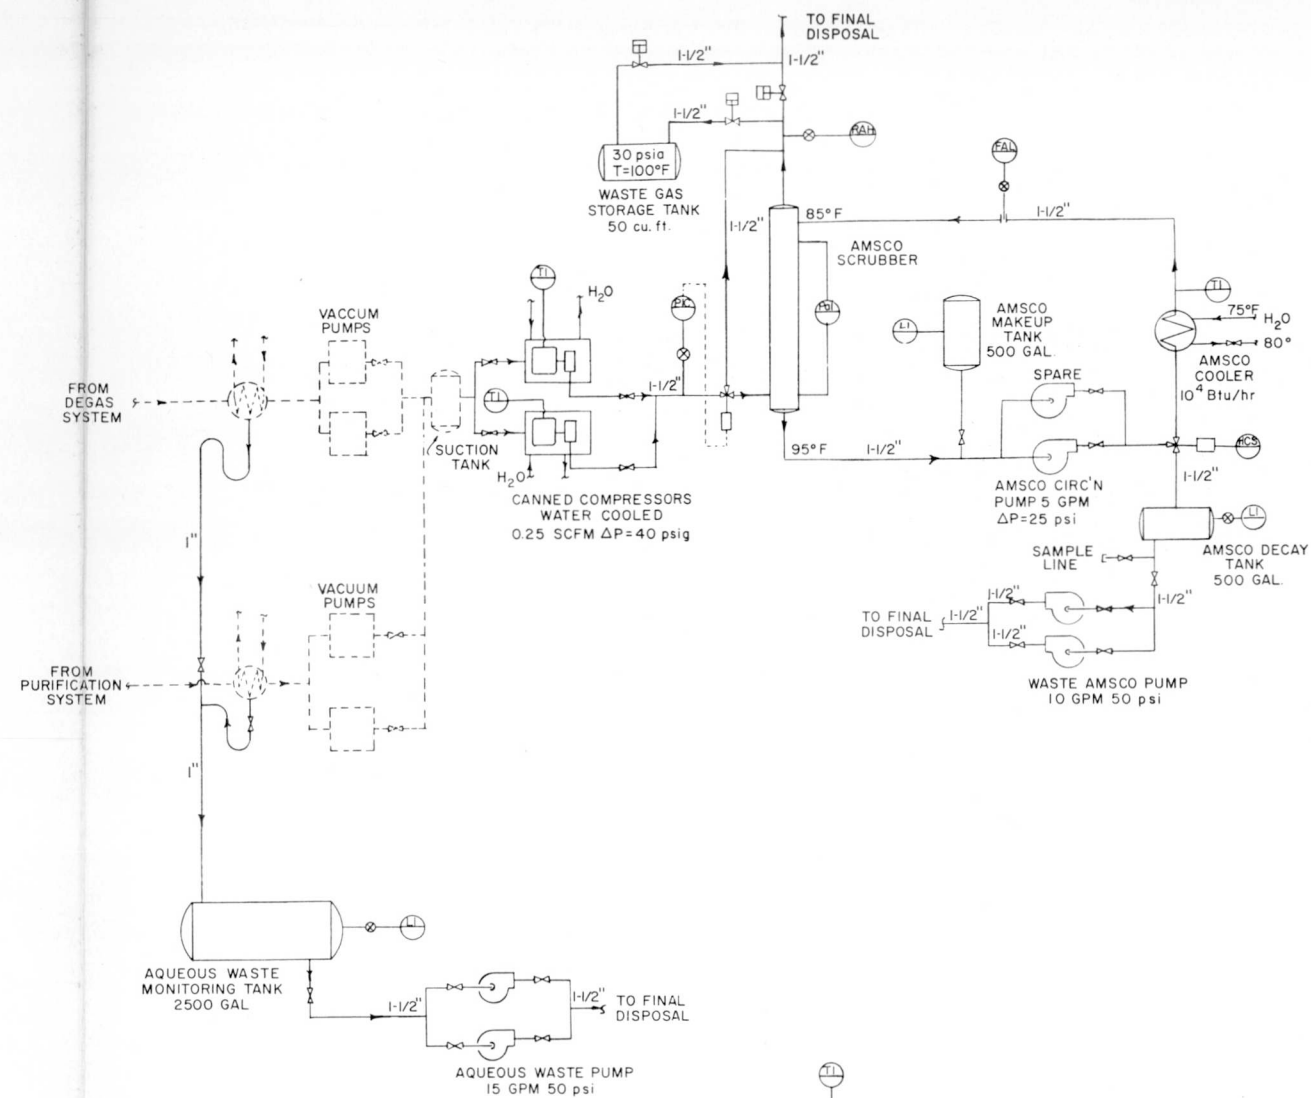 TO FINAL
DISPOSAL
1-1/2"
1-1/2"
1-1/2"
RAH
30 psia
T=100°F
WASTE GAS
STORAGE TANK
50 cu. ft.
FAL
1-1/2"
85°F
1-1/2"
AMSCO
SCRUBBER
TI
H₂O
PIC
PdI
VACCUM
PUMPS
LI
AMSCO
MAKEUP
TANK
500 GAL.
TI
75°F
H₂O
80°
AMSCO
COOLER
10⁴ Btu/hr
SPARE
FROM
DEGAS
SYSTEM
TI
1-1/2"
SUCTION
TANK
H₂O
CANNED COMPRESSORS
WATER COOLED
0.25 SCFM ΔP=40 psig
95°F
1-1/2"
HCS
1-1/2"
AMSCO CIRC'N
PUMP 5 GPM
ΔP=25 psi
LI
AMSCO DECAY
TANK
500 GAL.
SAMPLE
LINE
1"
VACUUM
PUMPS
TO FINAL
DISPOSAL
1-1/2"
1-1/2"
1-1/2"
1-1/2"
WASTE AMSCO PUMP
10 GPM 50 psi
FROM
PURIFICATION
SYSTEM
1"
LI
AQUEOUS WASTE
MONITORING TANK
2500 GAL
1-1/2"
1-1/2"
TO FINAL
DISPOSAL
AQUEOUS WASTE PUMP
15 GPM 50 psi
TI